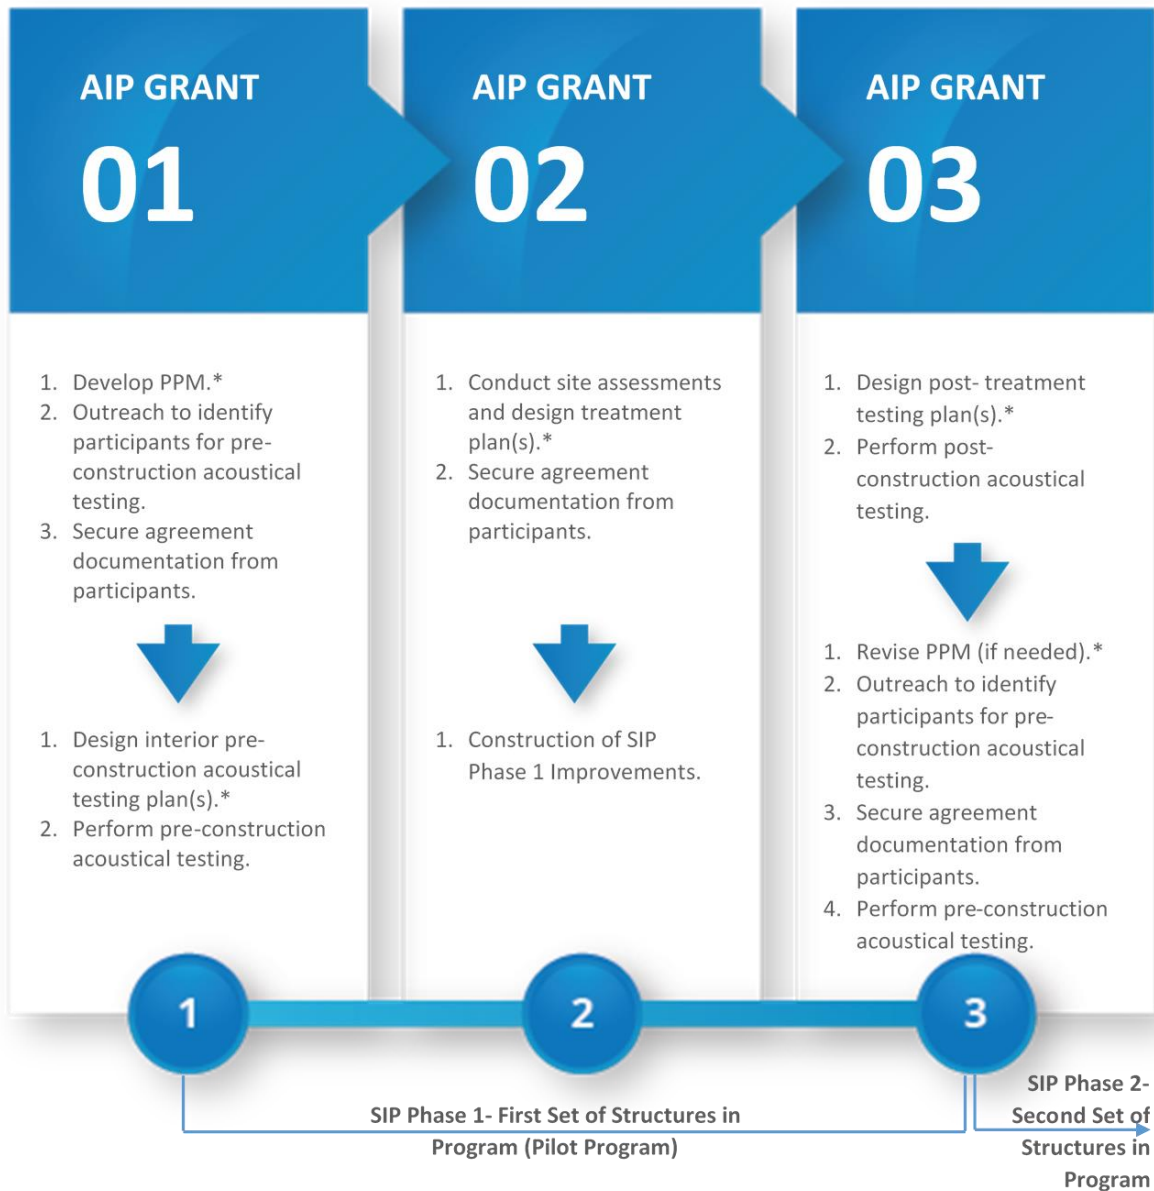 AIP GRANT
01
1. Develop PPM.*
2. Outreach to identify
participants for pre-
construction acoustical
testing.
3. Secure agreement
documentation from
participants.
1. Design interior pre-
construction acoustical
testing plan(s).*
2. Perform pre-construction
acoustical testing.
AIP GRANT
02
1. Conduct site assessments
and design treatment
plan(s).*
2. Secure agreement
documentation from
participants.
1. Construction of SIP
Phase 1 Improvements.
AIP GRANT
03
1. Design post- treatment
testing plan(s).*
2. Perform post-
construction acoustical
testing.
1. Revise PPM (if needed).*
2. Outreach to identify
participants for pre-
construction acoustical
testing.
3. Secure agreement
documentation from
participants.
4. Perform pre-construction
acoustical testing.
1
2
3
SIP Phase 1- First Set of Structures in
Program (Pilot Program)
SIP Phase 2-
Second Set of
Structures in
Program